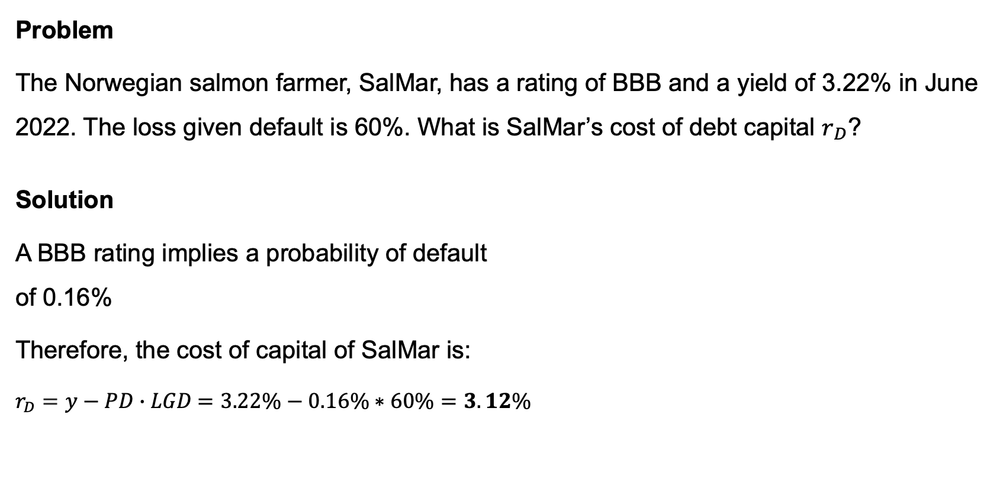 Problem
The Norwegian salmon farmer, SalMar, has a rating of BBB and a yield of 3.22% in June
2022. The loss given default is 60%. What is SalMar’s cost of debt capital r_D?
Solution
A BBB rating implies a probability of default
of 0.16%
Therefore, the cost of capital of SalMar is:
r_D = y − PD · LGD = 3.22% − 0.16% ∗ 60% = 3.12%